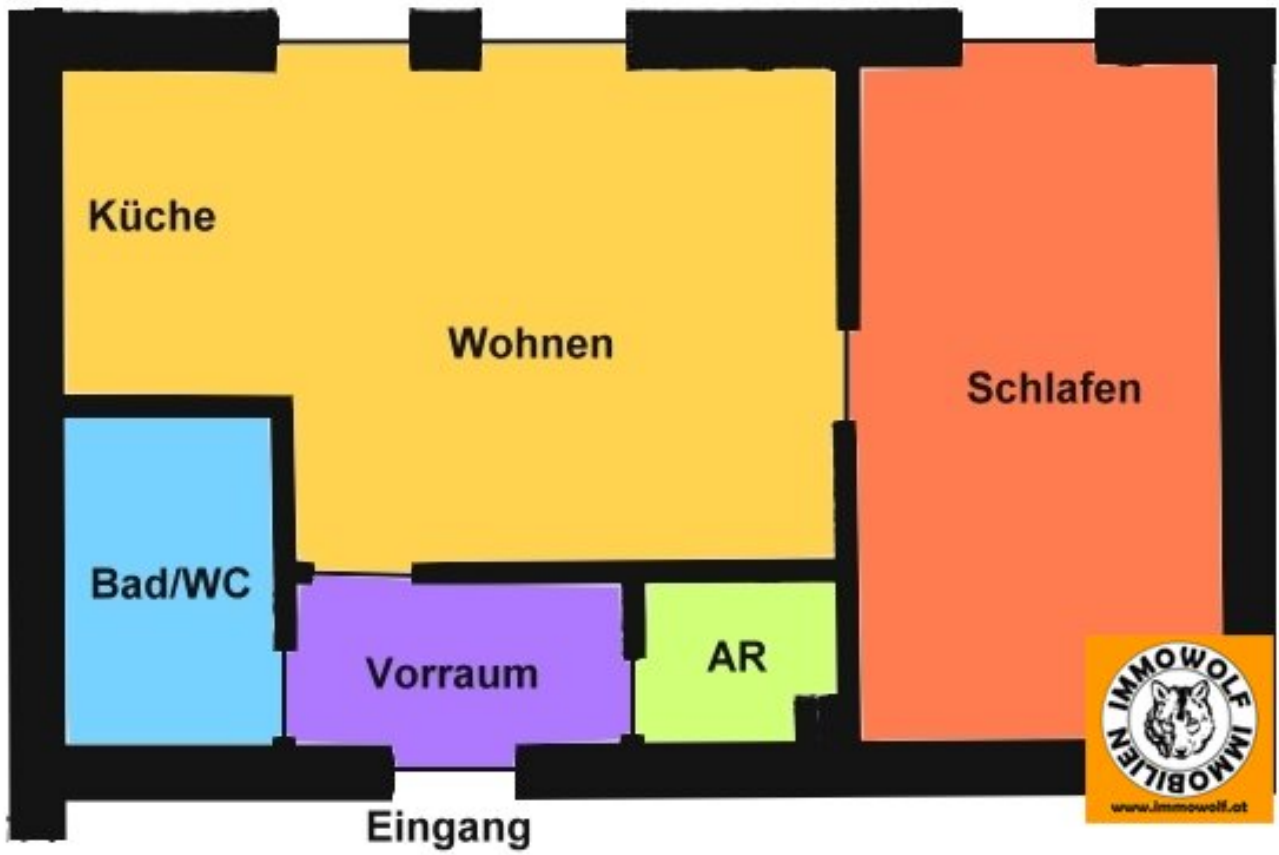 Küche
Wohnen
Schlafen
Bad/WC
AR
Vorraum
Eingang
IMMOWOLF IMMOBILIEN
www.immowolf.at